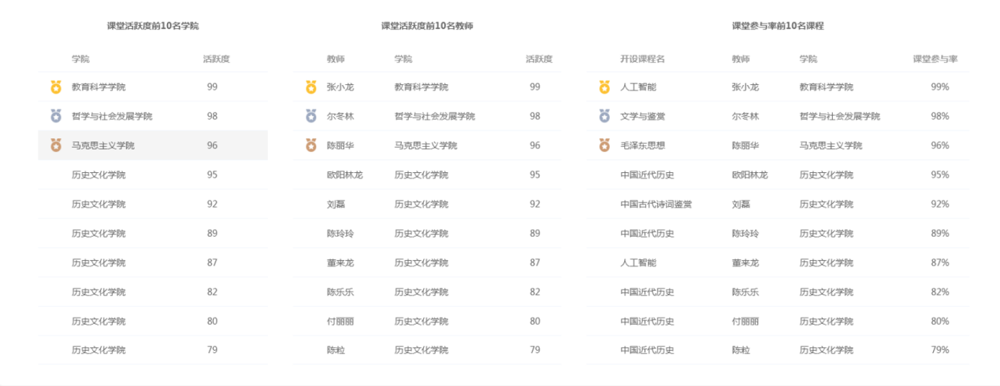 课堂活跃度前10名学院
学院 活跃度
教育科学学院 99
哲学与社会发展学院 98
马克思主义学院 96
历史文化学院 95
历史文化学院 92
历史文化学院 89
历史文化学院 87
历史文化学院 82
历史文化学院 80
历史文化学院 79
课堂活跃度前10名教师
教师 学院 活跃度
张小龙 教育科学学院 99
尔冬林 哲学与社会发展学院 98
陈丽华 马克思主义学院 96
欧阳林龙 历史文化学院 95
刘磊 历史文化学院 92
陈玲玲 历史文化学院 89
董来龙 历史文化学院 87
陈乐乐 历史文化学院 82
付丽丽 历史文化学院 80
陈粒 历史文化学院 79
课堂参与率前10名课程
开设课程名 教师 学院 课堂参与率
人工智能 张小龙 教育科学学院 99%
文学与鉴赏 尔冬林 哲学与社会发展学院 98%
毛泽东思想 陈丽华 马克思主义学院 96%
中国近代历史 欧阳林龙 历史文化学院 95%
中国古代诗词鉴赏 刘磊 历史文化学院 92%
中国近代历史 陈玲玲 历史文化学院 89%
人工智能 董来龙 历史文化学院 87%
中国近代历史 陈乐乐 历史文化学院 82%
中国近代历史 付丽丽 历史文化学院 80%
中国近代历史 陈粒 历史文化学院 79%